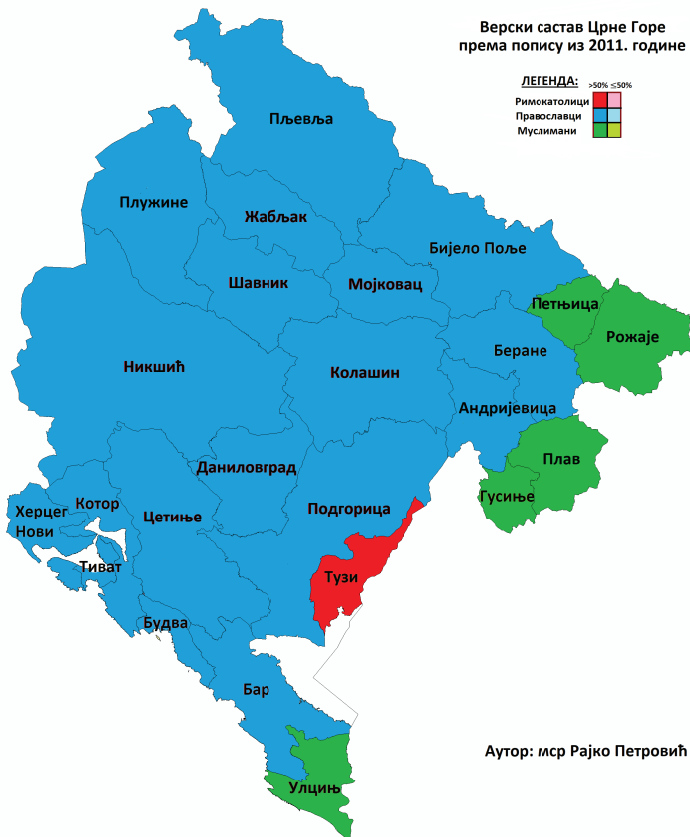 Верски састав Црне Горе
према попису из 2011. године
ЛЕГЕНДА: >50% ≤50%
Римокатолици
Православци
Муслимани
Пљевља
Плужине
Жабљак
Бијело Поље
Шавник
Мојковац
Петњица
Рожаје
Беране
Никшић
Колашин
Андријевица
Плав
Даниловград
Гусиње
Котор
Херцег
Нови
Цетиње
Подгорица
Тиват
Тузи
Будва
Бар
Улцињ
Аутор: мср Рајко Петровић